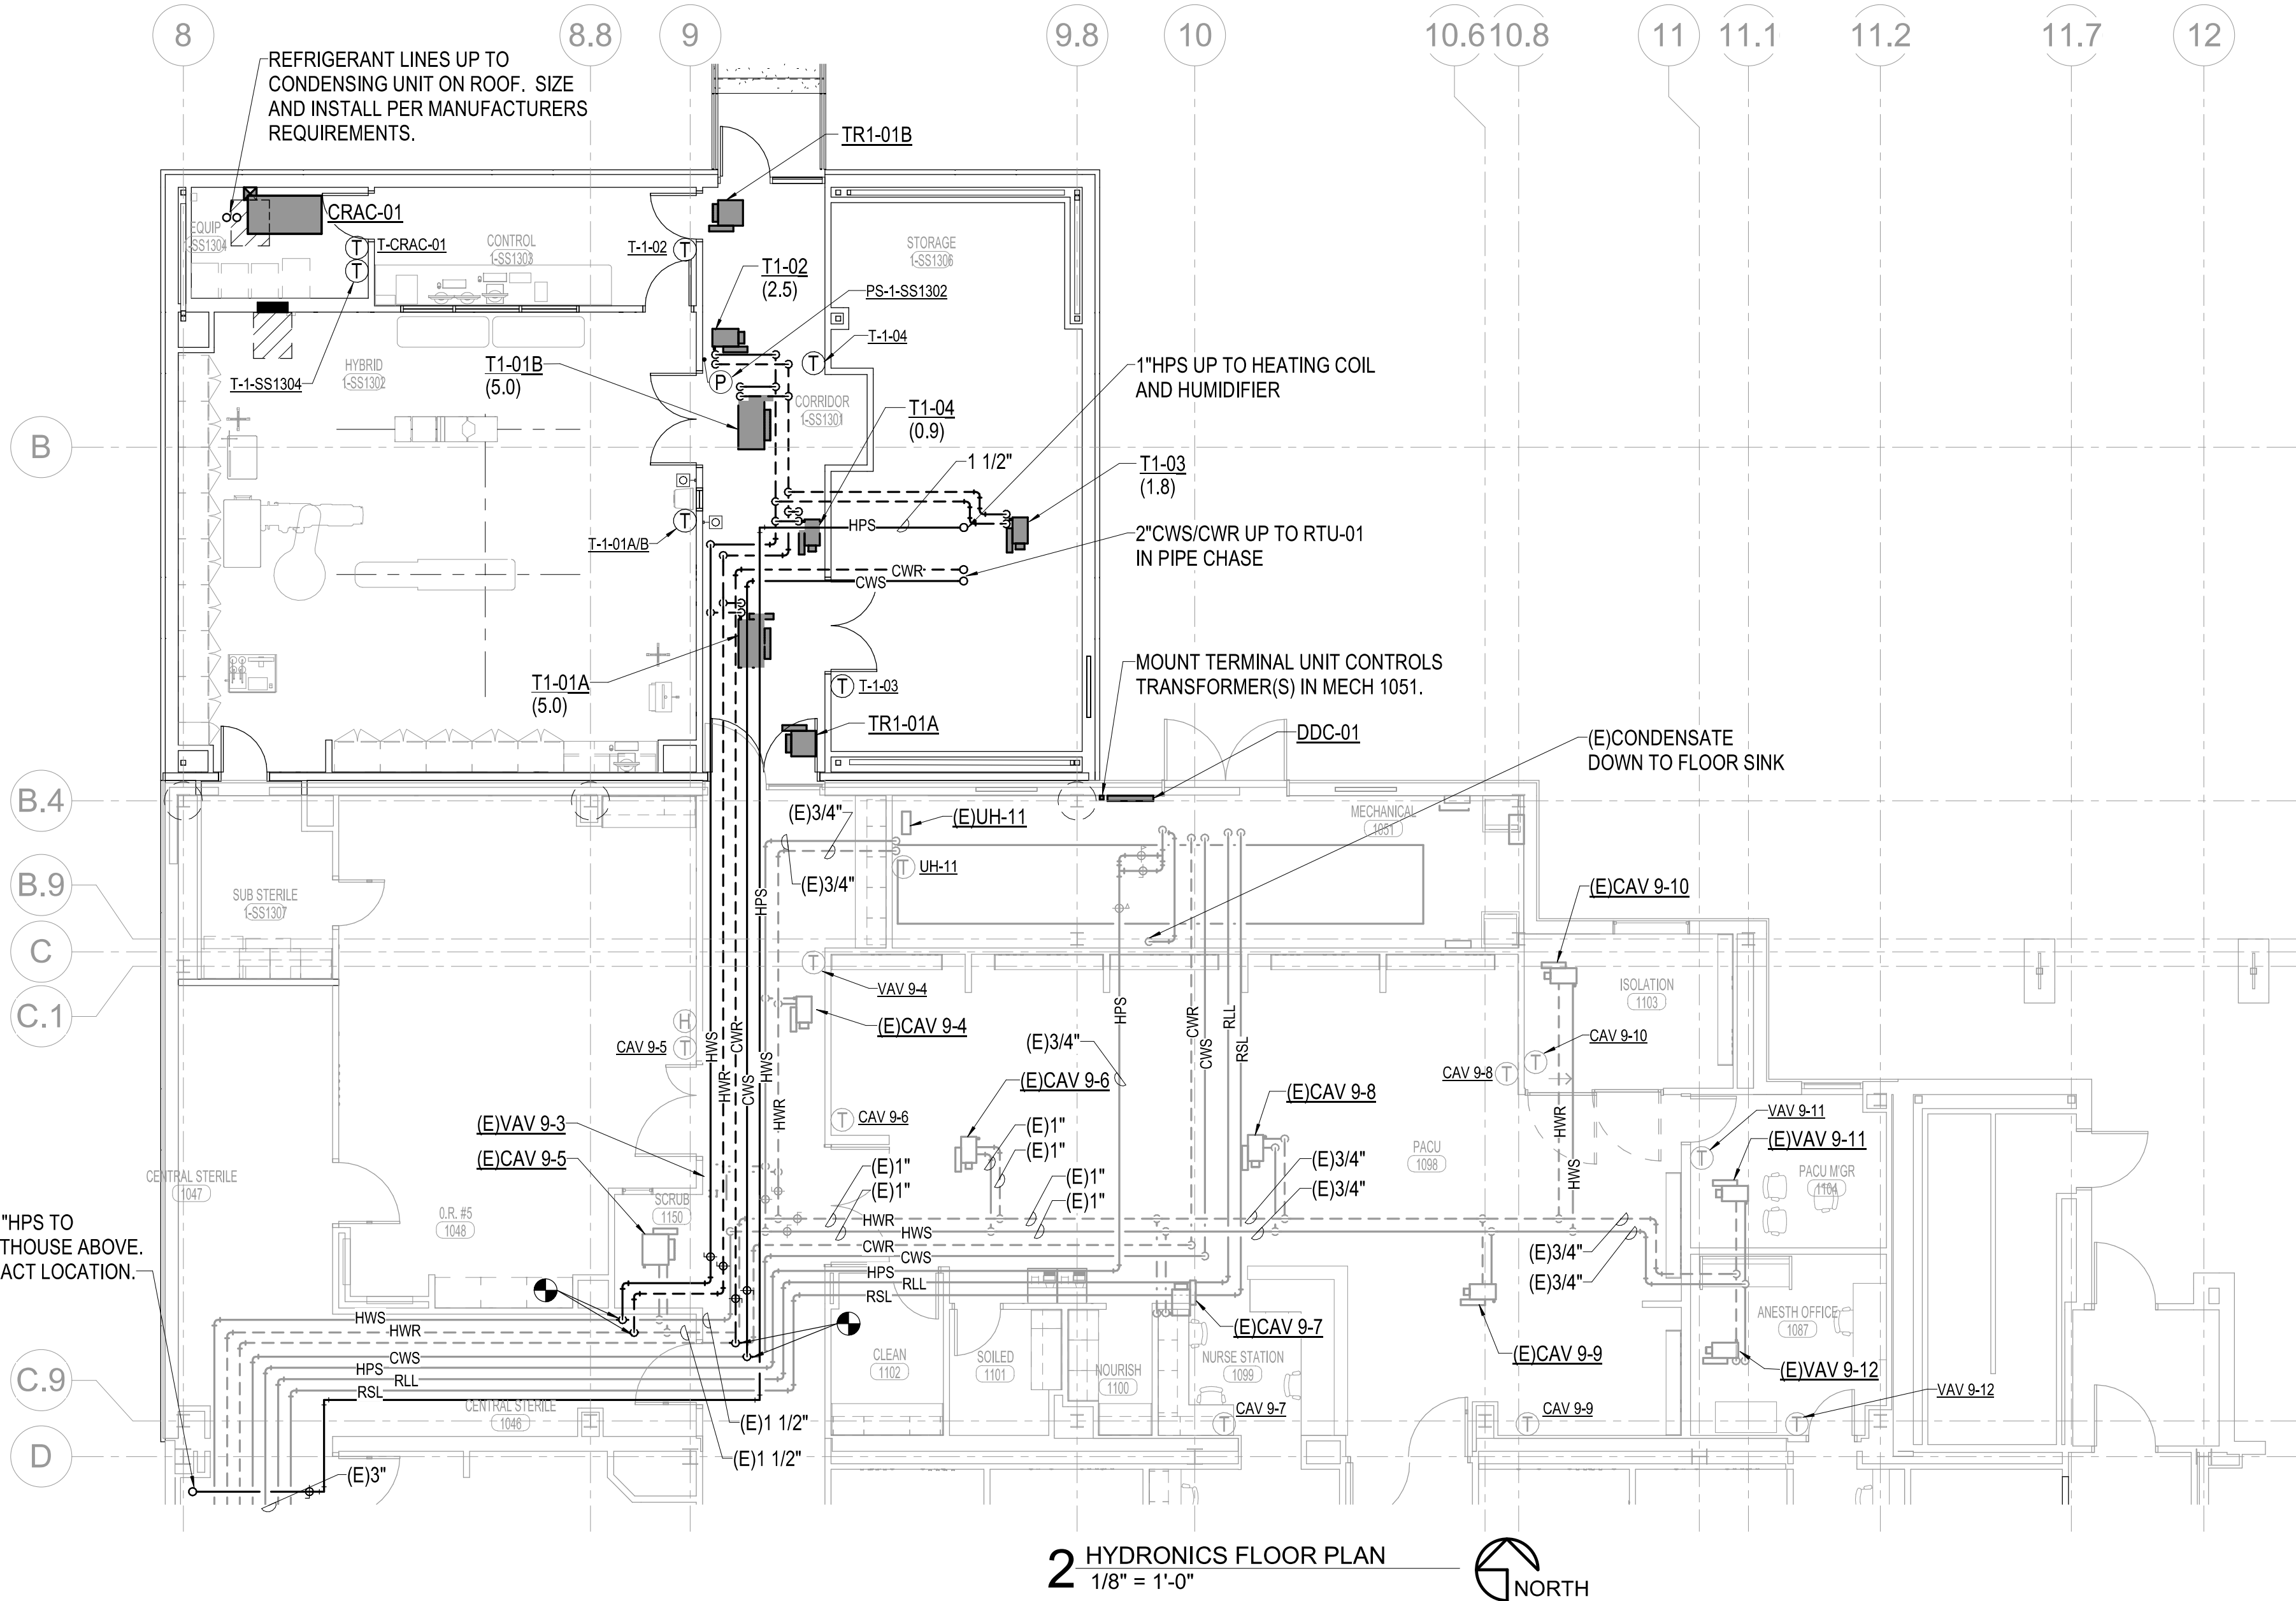 8
8.8
9
9.8
10
10.6
10.8
11
11.1
11.2
11.7
12
REFRIGERANT LINES UP TO
CONDENSING UNIT ON ROOF. SIZE
AND INSTALL PER MANUFACTURERS
REQUIREMENTS.
TR1-01B
CRAC-01
EQUIP
1-SS1304
T
T-CRAC-01
T
CONTROL
1-SS1303
T-1-02
T
STORAGE
1-SS1306
T1-02
(2.5)
PS-1-SS1302
T-1-04
T
P
HYBRID
1-SS1302
T-1-SS1304
T1-01B
(5.0)
CORRIDOR
1-SS1301
1"HPS UP TO HEATING COIL
AND HUMIDIFIER
T1-04
(0.9)
B
1 1/2"
T1-03
(1.8)
HPS
T
T-1-01A/B
2"CWS/CWR UP TO RTU-01
IN PIPE CHASE
CWR
CWS
MOUNT TERMINAL UNIT CONTROLS
TRANSFORMER(S) IN MECH 1051.
T1-01A
(5.0)
T
T-1-03
TR1-01A
DDC-01
(E)CONDENSATE
DOWN TO FLOOR SINK
B.4
(E)3/4"
(E)UH-11
MECHANICAL
1051
T
UH-11
(E)3/4"
B.9
SUB STERILE
1-SS1307
HPS
(E)CAV 9-10
C
T
VAV 9-4
ISOLATION
1103
C.1
(E)CAV 9-4
H
CAV 9-5
T
HWS
CWR
HWR
CWS
HWS
HWR
HPS
CWR
CWS
RLL
RSL
(E)3/4"
CAV 9-10
T
CAV 9-8
T
(E)CAV 9-6
(E)CAV 9-8
T
CAV 9-6
HWR
HWS
VAV 9-11
T
(E)VAV 9-11
(E)VAV 9-3
(E)CAV 9-5
(E)1"
(E)1"
(E)1"
(E)1"
(E)1"
(E)1"
(E)3/4"
(E)3/4"
PACU
1098
PACU M'GR
1104
CENTRAL STERILE
1047
SCRUB
1150
O.R. #5
1048
HWR
HWS
CWR
CWS
HPS
RLL
RSL
(E)3/4"
(E)3/4"
"HPS TO
THOUSE ABOVE.
ACT LOCATION.
HWS
HWR
CWS
HPS
RLL
RSL
(E)CAV 9-7
(E)CAV 9-9
ANESTH OFFICE
1087
(E)VAV 9-12
CLEAN
1102
SOILED
1101
NOURISH
1100
NURSE STATION
1099
C.9
CENTRAL STERILE
1046
(E)1 1/2"
(E)1 1/2"
T
CAV 9-7
T
CAV 9-9
T
VAV 9-12
D
(E)3"
2 HYDRONICS FLOOR PLAN
1/8" = 1'-0"
NORTH